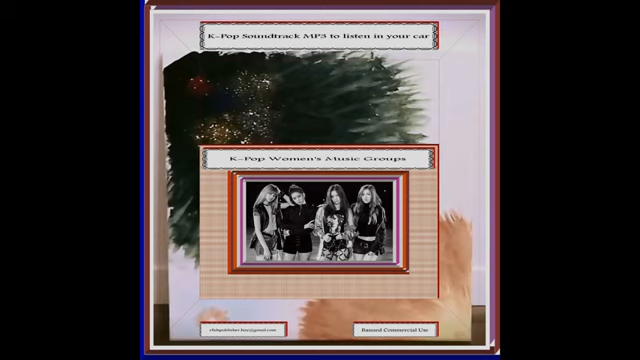 K-Pop Soundtrack MP3 to listen in your car
K-Pop Women's Music Groups
Banned Commercial Use